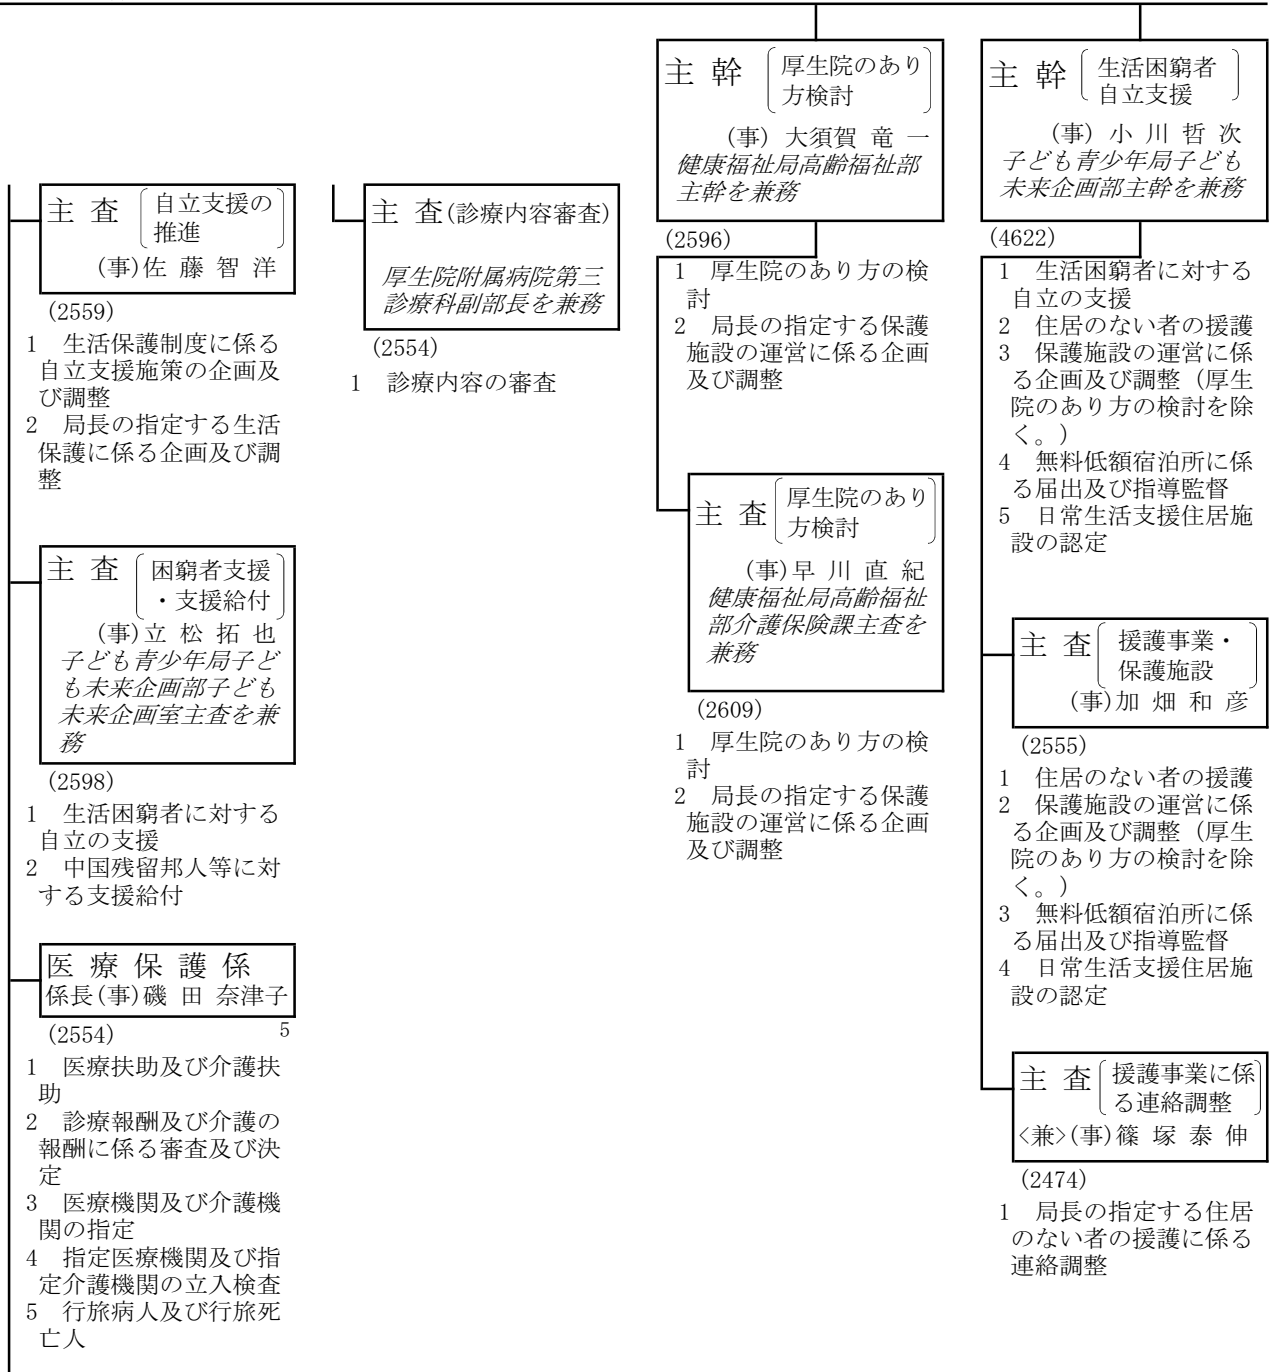 主 査
自立支援の
推進
(事)佐 藤 智 洋
(2559)
1 生活保護制度に係る
自立支援施策の企画及
び調整
2 局長の指定する生活
保護に係る企画及び調
整
主 査
困窮者支援
・支援給付
(事)立 松 拓 也
子ども青少年局子ど
も未来企画部子ども
未来企画室主査を兼
務
(2598)
1 生活困窮者に対する
自立の支援
2 中国残留邦人等に対
する支援給付
医 療 保 護 係
係長(事)磯 田 奈津子
(2554) 5
1 医療扶助及び介護扶
助
2 診療報酬及び介護の
報酬に係る審査及び決
定
3 医療機関及び介護機
関の指定
4 指定医療機関及び指
定介護機関の立入検査
5 行旅病人及び行旅死
亡人
主 査(診療内容審査)
厚生院附属病院第三
診療科副部長を兼務
(2554)
1 診療内容の審査
主 幹
厚生院のあり
方検討
(事) 大須賀 竜 一
健康福祉局高齢福祉部
主幹を兼務
(2596)
1 厚生院のあり方の検
討
2 局長の指定する保護
施設の運営に係る企画
及び調整
主 査
厚生院のあり
方検討
(事)早 川 直 紀
健康福祉局高齢福祉
部介護保険課主査を
兼務
(2609)
1 厚生院のあり方の検
討
2 局長の指定する保護
施設の運営に係る企画
及び調整
主 幹
生活困窮者
自立支援
(事) 小 川 哲 次
子ども青少年局子ども
未来企画部主幹を兼務
(4622)
1 生活困窮者に対する
自立の支援
2 住居のない者の援護
3 保護施設の運営に係
る企画及び調整（厚生
院のあり方の検討を除
く。）
4 無料低額宿泊所に係
る届出及び指導監督
5 日常生活支援住居施
設の認定
主 査
援護事業・
保護施設
(事)加 畑 和 彦
(2555)
1 住居のない者の援護
2 保護施設の運営に係
る企画及び調整（厚生
院のあり方の検討を除
く。）
3 無料低額宿泊所に係
る届出及び指導監督
4 日常生活支援住居施
設の認定
主 査
援護事業に係
る連絡調整
<兼>(事)篠 塚 泰 伸
(2474)
1 局長の指定する住居
のない者の援護に係る
連絡調整